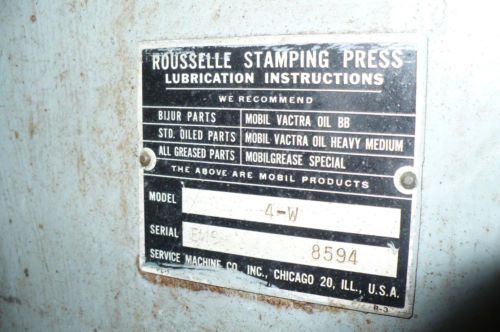 ROUSSELLE STAMPING PRESS
LUBRICATION INSTRUCTIONS
WE RECOMMEND
BIJUR PARTS MOBIL VACTRA OIL BB
STD. OILED PARTS MOBIL VACTRA OIL HEAVY MEDIUM
ALL GREASED PARTS MOBILGREASE SPECIAL
THE ABOVE ARE MOBIL PRODUCTS
MODEL 4-W
SERIAL 8594
SERVICE MACHINE CO. INC., CHICAGO 20, ILL., U.S.A.